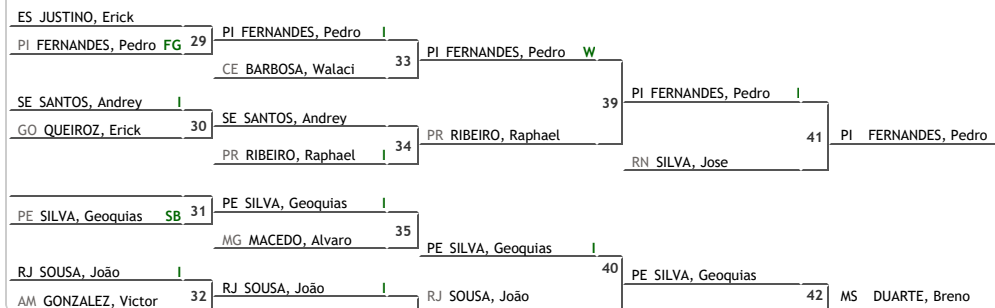 ES JUSTINO, Erick
PI FERNANDES, Pedro FG
29
PI FERNANDES, Pedro I
CE BARBOSA, Walaci
33
PI FERNANDES, Pedro W
SE SANTOS, Andrey I
GO QUEIROZ, Erick
30
SE SANTOS, Andrey
PR RIBEIRO, Raphael I
34
PR RIBEIRO, Raphael
39
PI FERNANDES, Pedro I
RN SILVA, Jose
41
PI FERNANDES, Pedro
PE SILVA, Geoquias SB
31
PE SILVA, Geoquias I
MG MACEDO, Alvaro
35
PE SILVA, Geoquias I
RJ SOUSA, João I
AM GONZALEZ, Victor
32
RJ SOUSA, João I
RJ SOUSA, João
40
PE SILVA, Geoquias
42
MS DUARTE, Breno